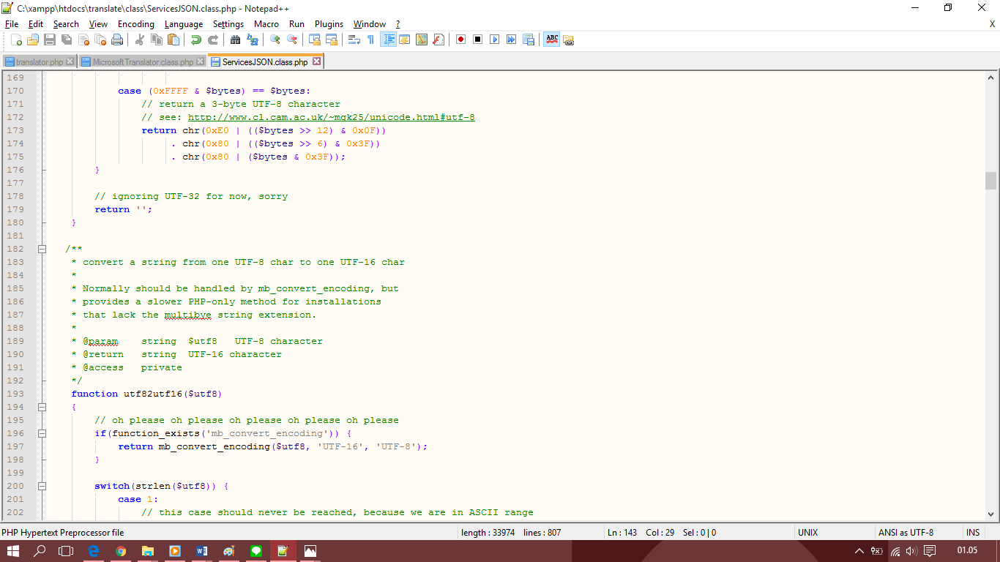 C:\xampp\htdocs\translate\class\ServicesJSON.class.php - Notepad++
File Edit Search View Encoding Language Settings Macro Run Plugins Window ? X
translator.php MicrosoftTranslator.class.php ServicesJSON.class.php
169
170 case (0xFFFF & $bytes) == $bytes:
171 // return a 3-byte UTF-8 character
172 // see: http://www.cl.cam.ac.uk/~mgk25/unicode.html#utf-8
173 return chr(0xE0 | (($bytes >> 12) & 0x0F))
174 . chr(0x80 | (($bytes >> 6) & 0x3F))
175 . chr(0x80 | ($bytes & 0x3F));
176 }
177
178 // ignoring UTF-32 for now, sorry
179 return '';
180 }
181
182 /**
183 * convert a string from one UTF-8 char to one UTF-16 char
184 *
185 * Normally should be handled by mb_convert_encoding, but
186 * provides a slower PHP-only method for installations
187 * that lack the multibye string extension.
188 *
189 * @param string $utf8 UTF-8 character
190 * @return string UTF-16 character
191 * @access private
192 */
193 function utf82utf16($utf8)
194 {
195 // oh please oh please oh please oh please oh please
196 if(function_exists('mb_convert_encoding')) {
197 return mb_convert_encoding($utf8, 'UTF-16', 'UTF-8');
198 }
199
200 switch(strlen($utf8)) {
201 case 1:
202 // this case should never be reached, because we are in ASCII range
PHP Hypertext Preprocessor file length : 33974 lines : 807 Ln : 143 Col : 29 Sel : 0 | 0 UNIX ANSI as UTF-8 INS
01.05